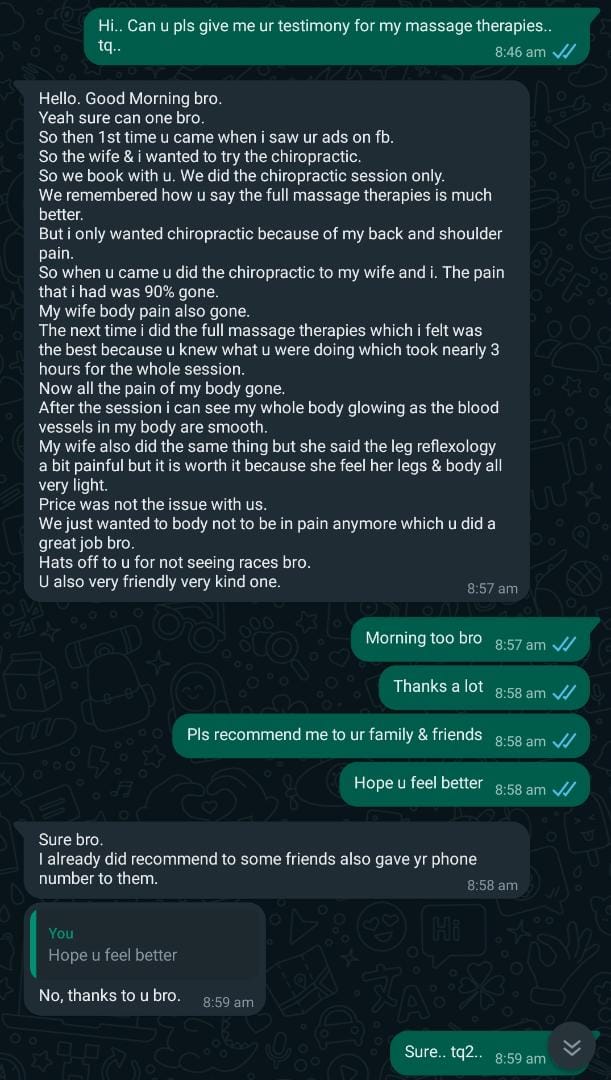 Hi.. Can u pls give me ur testimony for my massage therapies..
tq..
8:46 am
Hello. Good Morning bro.
Yeah sure can one bro.
So then 1st time u came when i saw ur ads on fb.
So the wife & i wanted to try the chiropractic.
So we book with u. We did the chiropractic session only.
We remembered how u say the full massage therapies is much
better.
But i only wanted chiropractic because of my back and shoulder
pain.
So when u came u did the chiropractic to my wife and i. The pain
that i had was 90% gone.
My wife body pain also gone.
The next time i did the full massage therapies which i felt was
the best because u knew what u were doing which took nearly 3
hours for the whole session.
Now all the pain of my body gone.
After the session i can see my whole body glowing as the blood
vessels in my body are smooth.
My wife also did the same thing but she said the leg reflexology
a bit painful but it is worth it because she feel her legs & body all
very light.
Price was not the issue with us.
We just wanted to body not to be in pain anymore which u did a
great job bro.
Hats off to u for not seeing races bro.
U also very friendly very kind one.
8:57 am
Morning too bro 8:57 am
Thanks a lot 8:58 am
Pls recommend me to ur family & friends 8:58 am
Hope u feel better 8:58 am
Sure bro.
I already did recommend to some friends also gave yr phone
number to them.
8:58 am
You
Hope u feel better
No, thanks to u bro. 8:59 am
Hi
Sure.. tq2.. 8:59 am